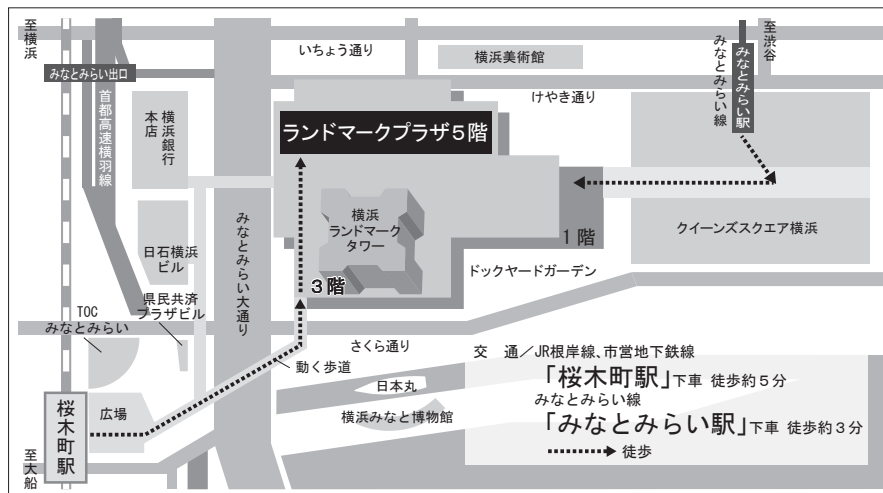 至横浜
いちょう通り
横浜美術館
みなとみらい線
至渋谷
みなとみらい駅
みなとみらい出口
けやき通り
首都高速横羽線
横浜銀行
本店
ランドマークプラザ5階
横浜
ランドマーク
タワー
1階
クイーンズスクエア横浜
みなとみらい大通り
日石横浜
ビル
ドックヤードガーデン
3階
県民共済
プラザビル
TOC
みなとみらい
さくら通り
動く歩道
日本丸
横浜みなと博物館
広場
桜木町駅
至大船
交 通/JR根岸線、市営地下鉄線
「桜木町駅」下車 徒歩約5分
みなとみらい線
「みなとみらい駅」下車 徒歩約3分
徒歩